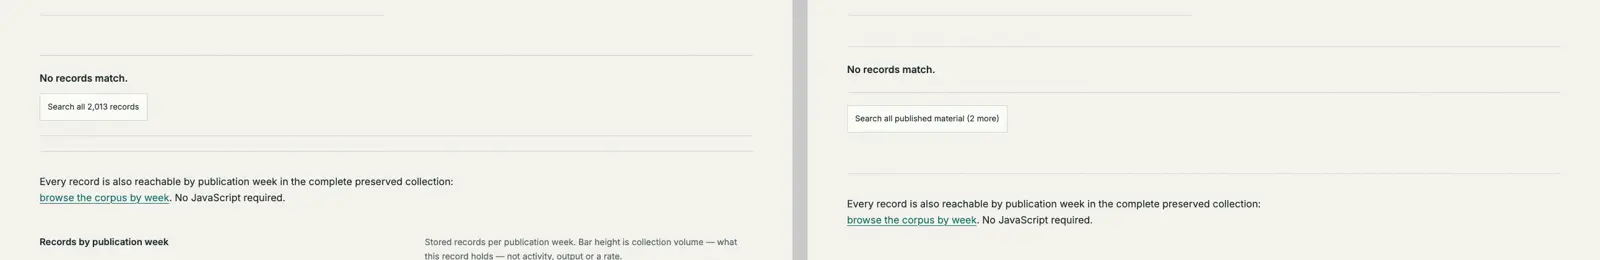 No records match.
Search all 2,013 records
Every record is also reachable by publication week in the complete preserved collection:
browse the corpus by week. No JavaScript required.
Records by publication week
Stored records per publication week. Bar height is collection volume — what
this record holds — not activity, output or a rate.
No records match.
Search all published material (2 more)
Every record is also reachable by publication week in the complete preserved collection:
browse the corpus by week. No JavaScript required.